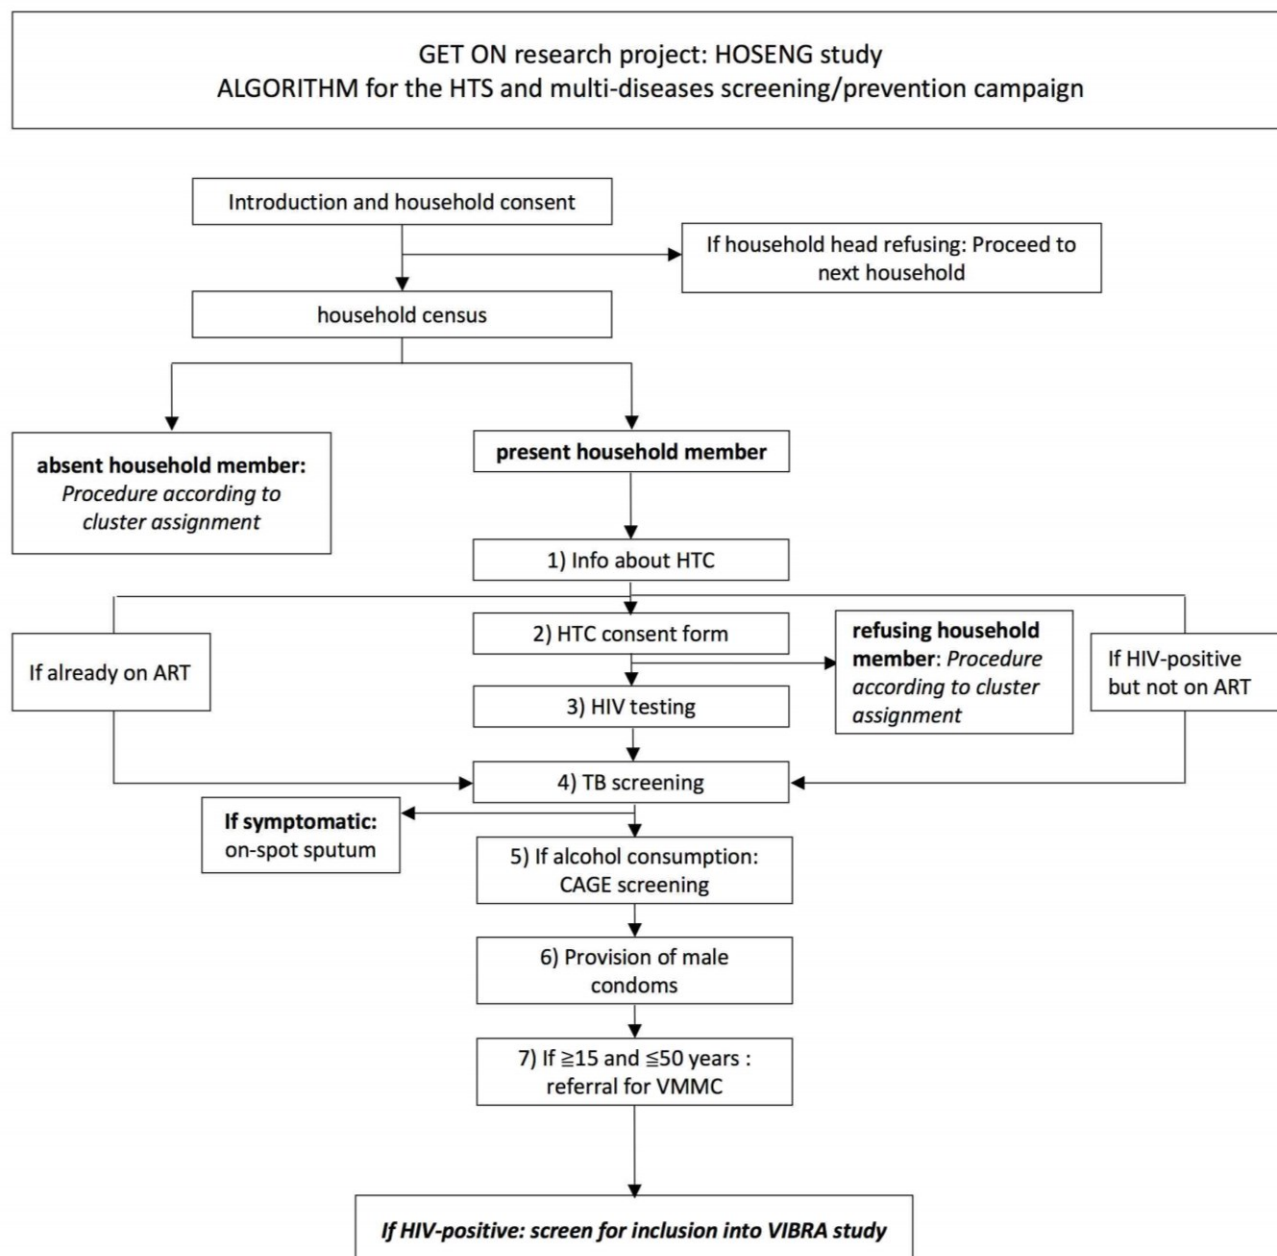 GET ON research project: HOSENG study
ALGORITHM for the HTS and multi-diseases screening/prevention campaign
Introduction and household consent
If household head refusing: Proceed to
next household
household census
absent household member:
Procedure according to
cluster assignment
present household member
1) Info about HTC
2) HTC consent form
refusing household
member: Procedure
according to cluster
assignment
If already on ART
If HIV-positive
but not on ART
3) HIV testing
4) TB screening
If symptomatic:
on-spot sputum
5) If alcohol consumption:
CAGE screening
6) Provision of male
condoms
7) If ≧15 and ≦50 years :
referral for VMMC
If HIV-positive: screen for inclusion into VIBRA study